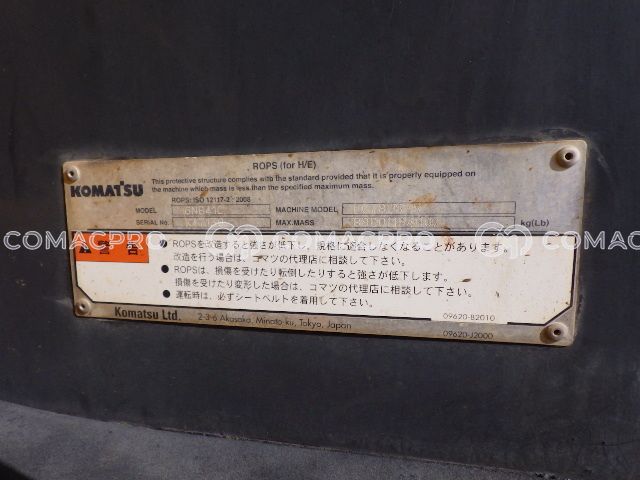 ROPS (for H/E)
This protective structure complies with the standard provided that it is properly equipped on
the machine which mass is less than the specified maximum mass.
KOMATSU
ROPS: ISO 12117-2 : 2008
MODEL MACHINE MODEL
SERIAL No. MAX.MASS kg(Lb)
COMACPRO COMACPRO COMACPRO
● ROPSを改造すると強さが低下し、規格に適合しなくなることがあります。
改造を行う場合は、コマツの代理店に相談して下さい。
● ROPSは、損傷を受けたり転倒したりすると強さが低下します。
損傷を受けたり変形した場合は、コマツの代理店に相談して下さい。
● 運転時は、必ずシートベルトを着用して下さい。
09620-B2010
Komatsu Ltd. 2-3-6 Akasaka, Minato-ku, Tokyo, Japan
09620-J2000